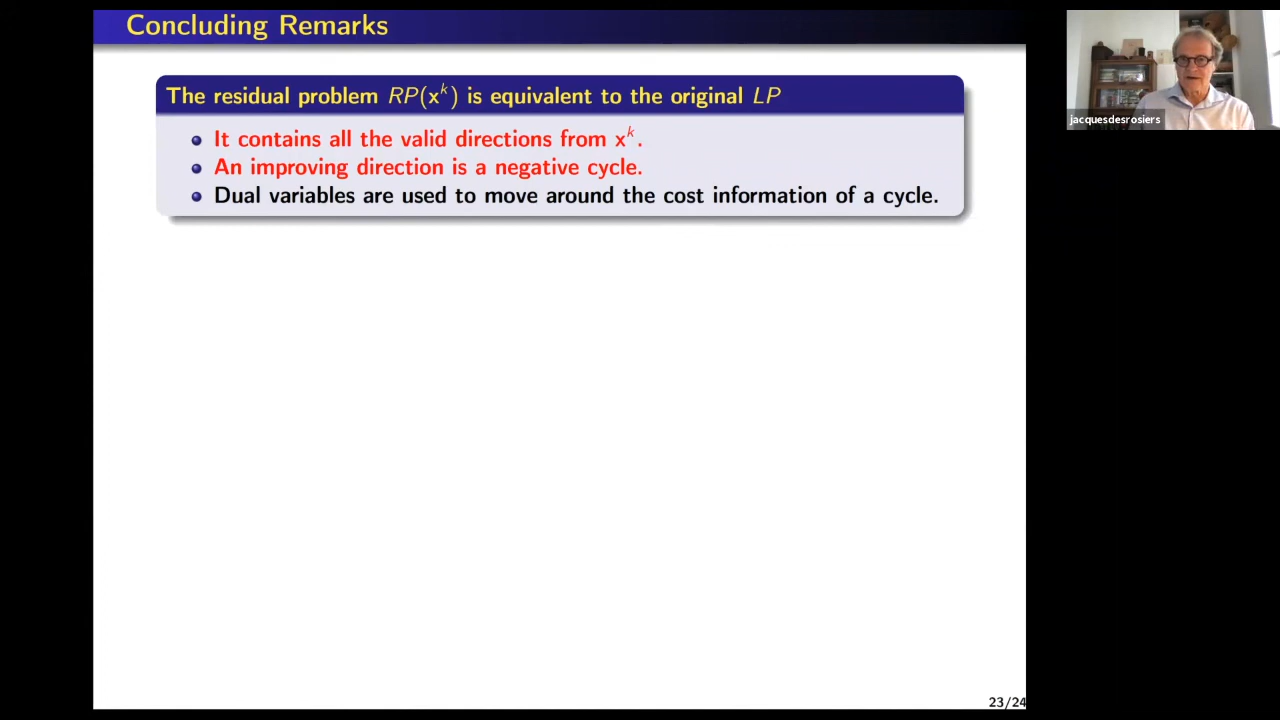 Concluding Remarks
The residual problem RP(x^k) is equivalent to the original LP
It contains all the valid directions from x^k.
An improving direction is a negative cycle.
Dual variables are used to move around the cost information of a cycle.
jacquesdesrosiers
23/24